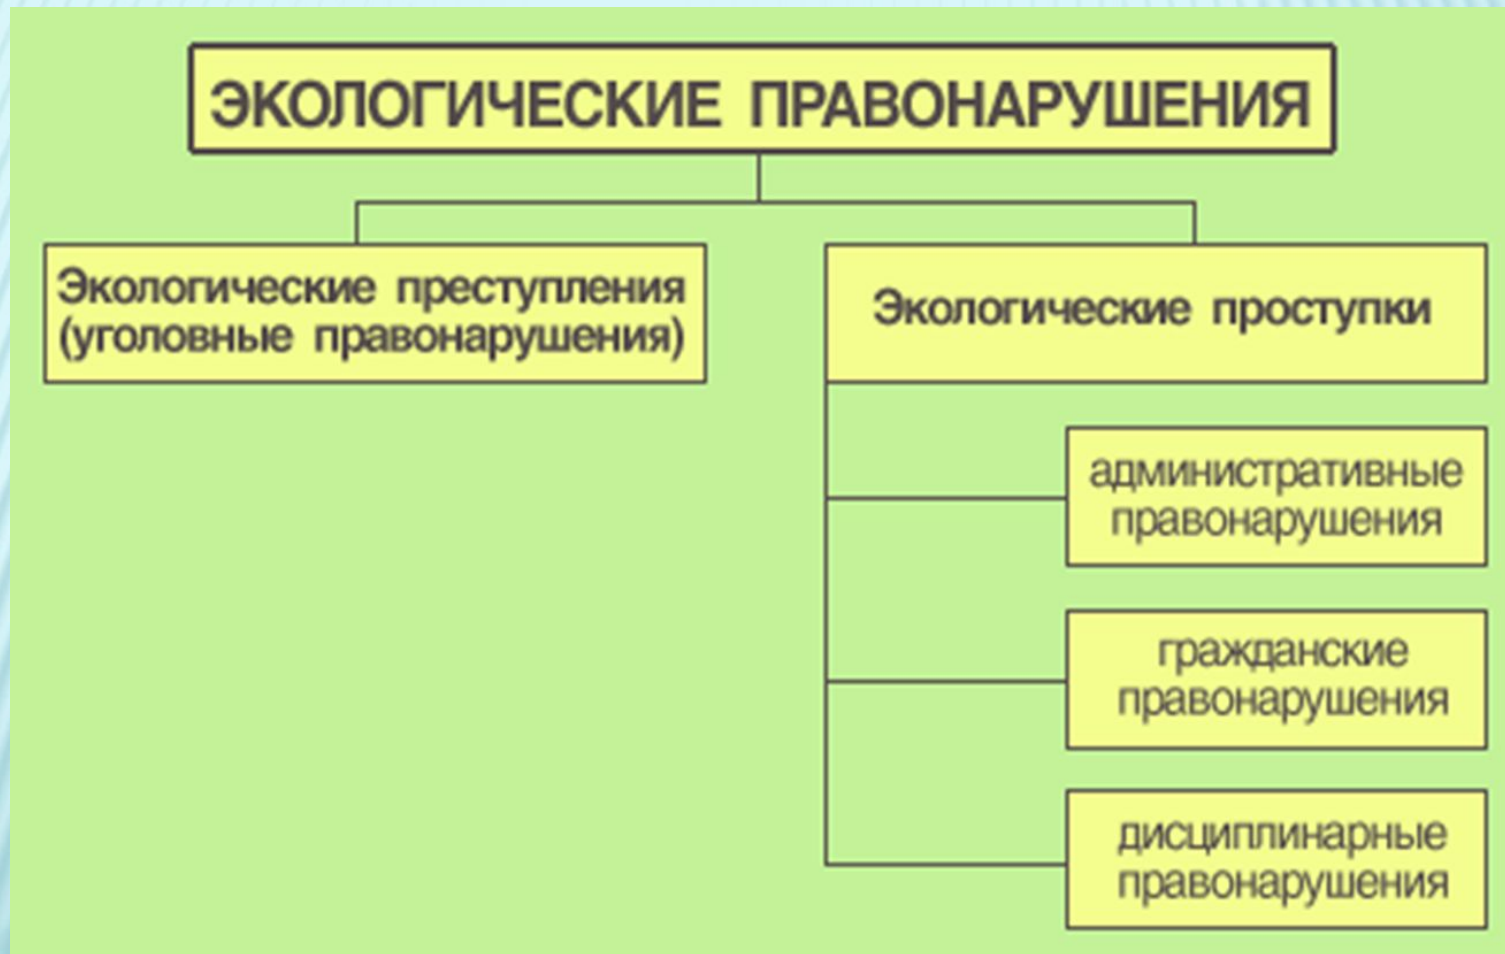 ЭКОЛОГИЧЕСКИЕ ПРАВОНАРУШЕНИЯ
Экологические преступления
(уголовные правонарушения)
Экологические проступки
административные
правонарушения
гражданские
правонарушения
дисциплинарные
правонарушения